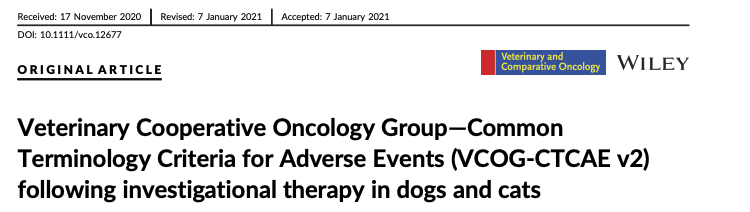 Received: 17 November 2020 | Revised: 7 January 2021 | Accepted: 7 January 2021
DOI: 10.1111/vco.12677
ORIGINAL ARTICLE
Veterinary and
Comparative Oncology
WILEY
Veterinary Cooperative Oncology Group—Common
Terminology Criteria for Adverse Events (VCOG-CTCAE v2)
following investigational therapy in dogs and cats